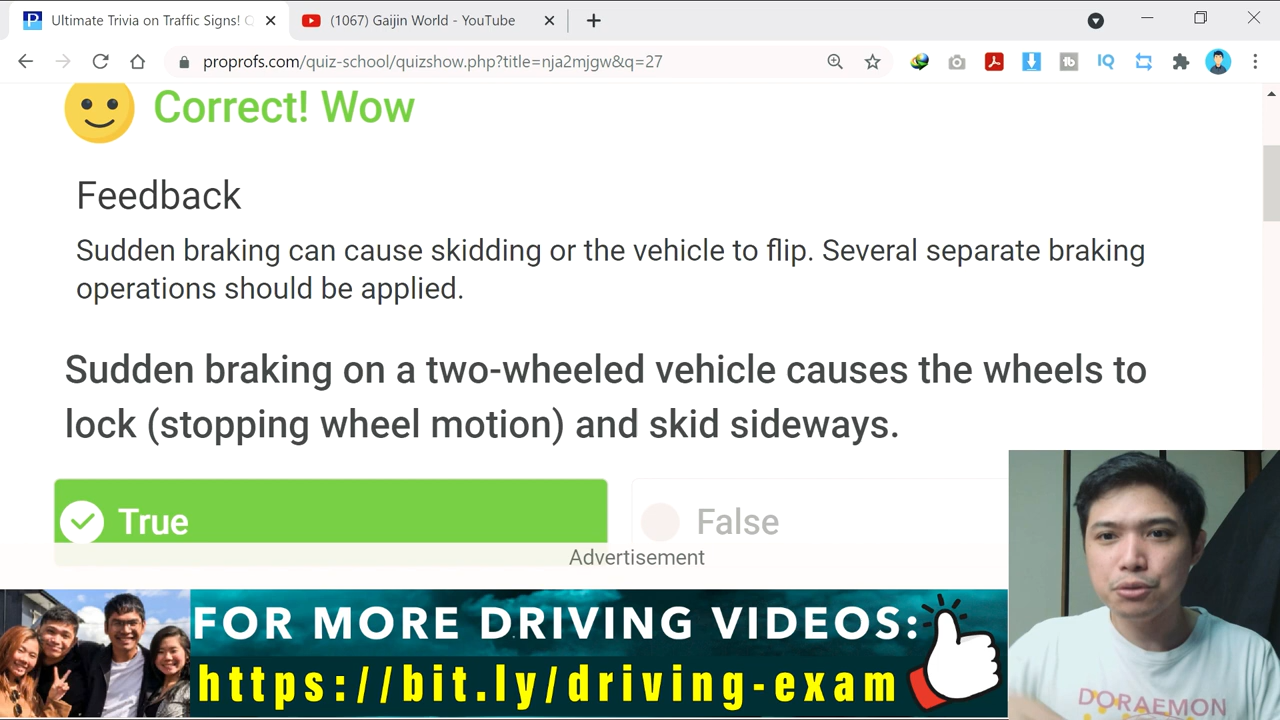 Ultimate Trivia on Traffic Signs!
(1067) Gaijin World - YouTube
proprofs.com/quiz-school/quizshow.php?title=nja2mjgw&q=27
Correct! Wow
Feedback
Sudden braking can cause skidding or the vehicle to flip. Several separate braking
operations should be applied.
Sudden braking on a two-wheeled vehicle causes the wheels to
lock (stopping wheel motion) and skid sideways.
True
False
Advertisement
FOR MORE DRIVING VIDEOS:
https://bit.ly/driving-exam
DORAEMON